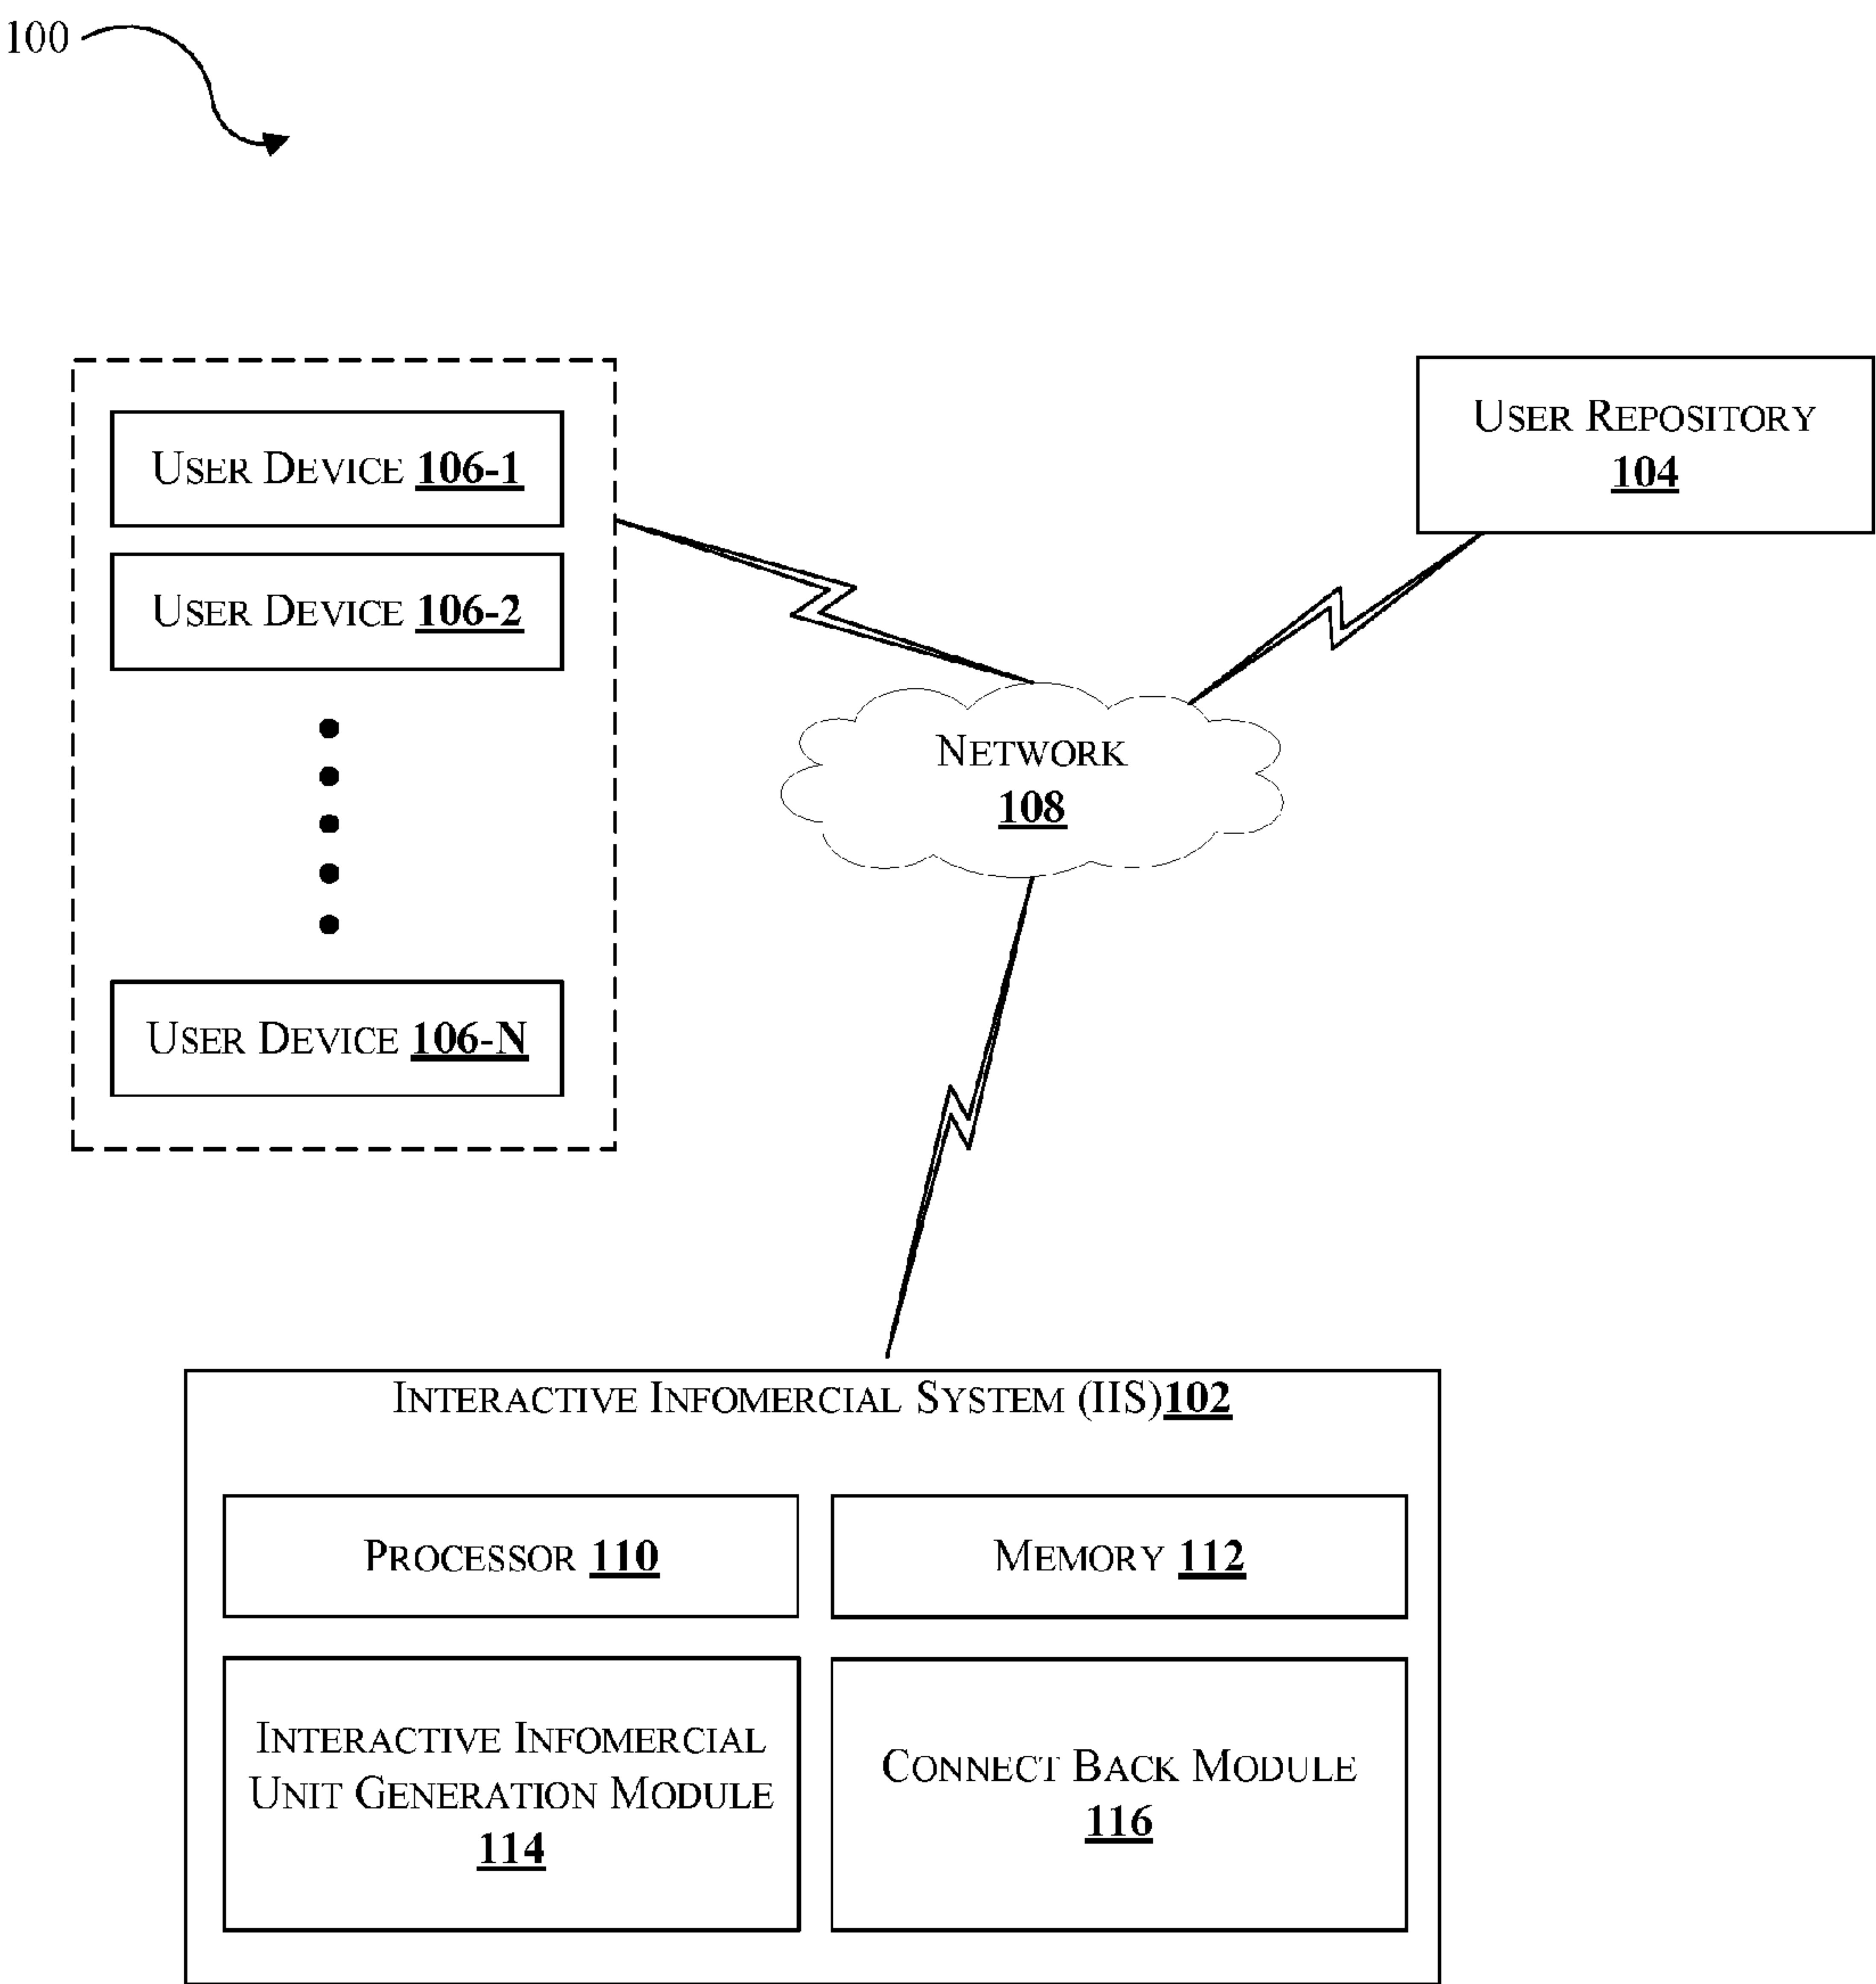 100
User Device 106-1
User Device 106-2
User Device 106-N
User Repository
104
Network
108
Interactive Infomercial System (IIS)102
Processor 110
Memory 112
Interactive Infomercial
Unit Generation Module
114
Connect Back Module
116